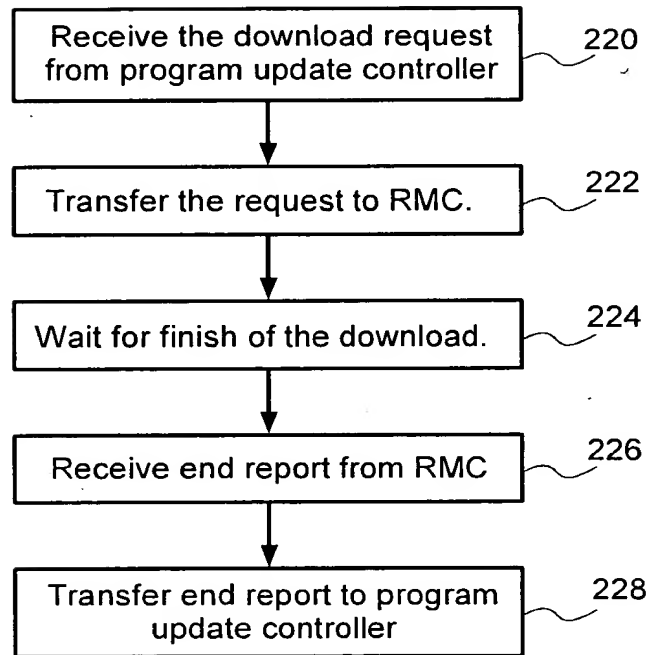 Receive the download request
from program update controller
220
Transfer the request to RMC.
222
Wait for finish of the download.
224
Receive end report from RMC
226
Transfer end report to program
update controller
228